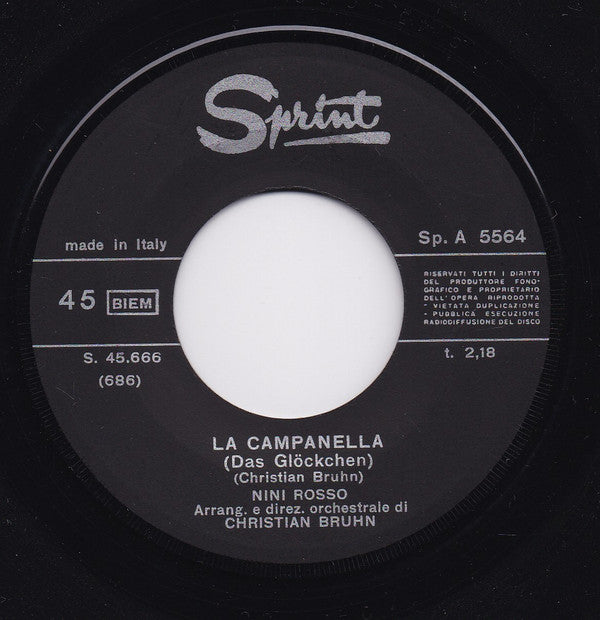 Sprint
made in Italy
Sp. A 5564
45 BIEM
RISERVATI TUTTI I DIRITTI
DEL PRODUTTORE FONO-
GRAFICO E PROPRIETARIO
DELL'OPERA RIPRODOTTA
- VIETATA DUPLICAZIONE
- PUBBLICA ESECUZIONE
RADIODIFFUSIONE DEL DISCO
S. 45.666
(686)
t. 2,18
LA CAMPANELLA
(Das Glöckchen)
(Christian Bruhn)
NINI ROSSO
Arrang. e direz. orchestrale di
CHRISTIAN BRUHN